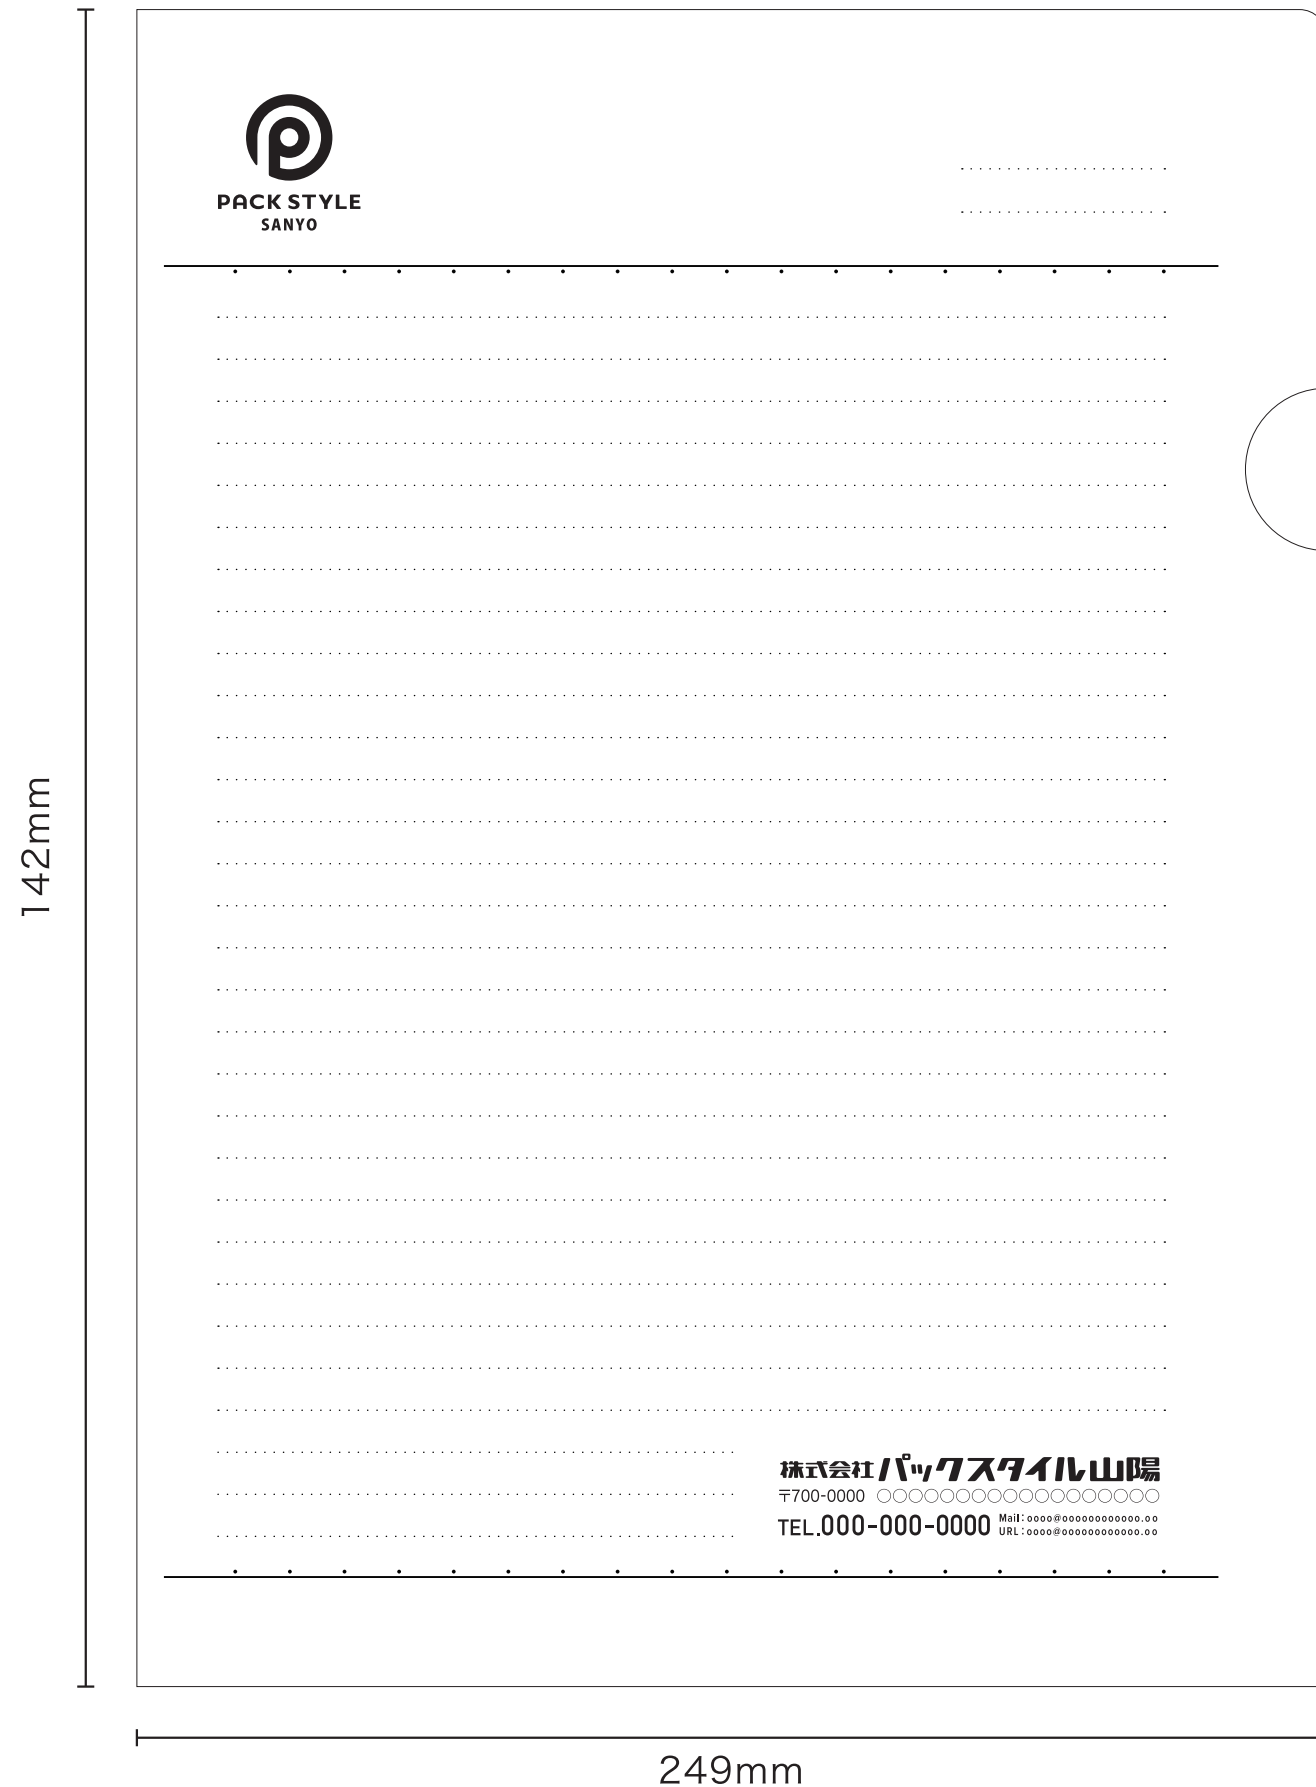 PACK STYLE
SANYO
142mm
株式会社パックスタイル山陽
〒700-0000 ○○○○○○○○○○○○○○○○○○
TEL.000-000-0000
Mail:oooo@oooooooooooo.oo
URL:oooo@oooooooooooo.oo
249mm